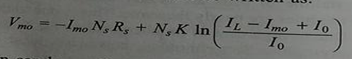 V_mo = −I_mo N_s R_s + N_s K ln( (I_L − I_mo + I_0) / I_0 )